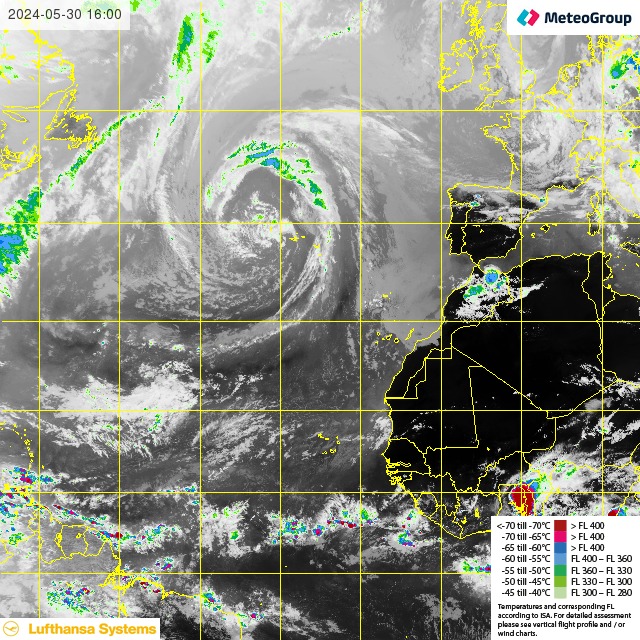 2024-05-30 16:00
MeteoGroup
<-70 till -70°C > FL 400
-70 till -65°C > FL 400
-65 till -60°C > FL 400
-60 till -55°C FL 400 – FL 360
-55 till -50°C FL 360 – FL 330
-50 till -45°C FL 330 – FL 300
-45 till -40°C FL 300 – FL 280
Temperatures and corresponding FL
according to ISA. For detailed assessment
please see vertical flight profile and / or
wind charts.
Lufthansa Systems